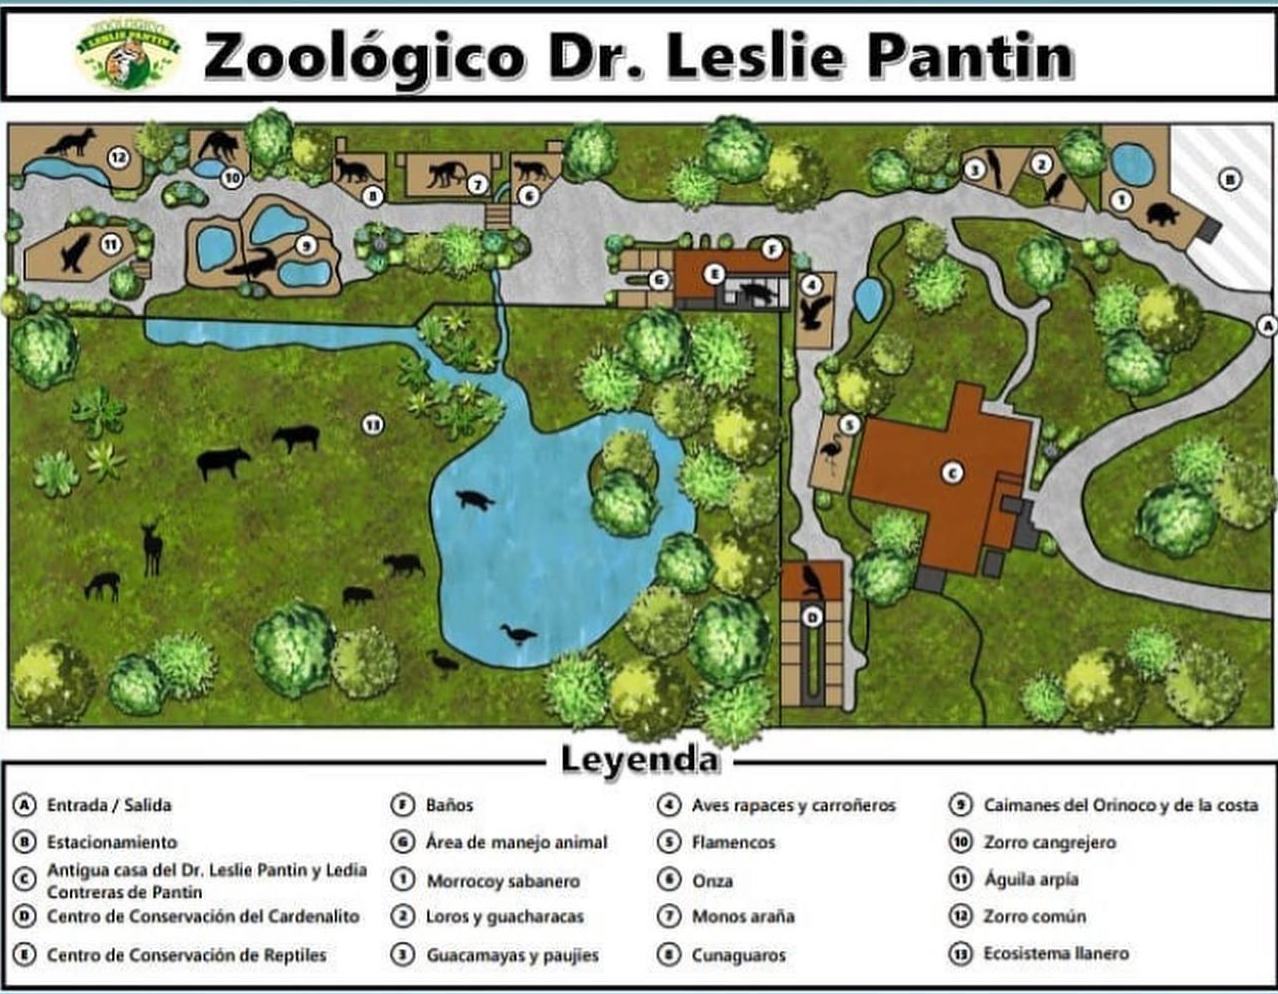 ZOOLÓGICO
LESLIE PANTIN
Zoológico Dr. Leslie Pantin
12
10
8
7
6
3
2
1
B
11
9
G
E
F
4
A
13
5
C
D
Leyenda
A Entrada / Salida
B Estacionamiento
C Antigua casa del Dr. Leslie Pantin y Ledia
Contreras de Pantin
D Centro de Conservación del Cardenalito
E Centro de Conservación de Reptiles
F Baños
G Área de manejo animal
1 Morrocoy sabanero
2 Loros y guacharacas
3 Guacamayas y paujíes
4 Aves rapaces y carroñeros
5 Flamencos
6 Onza
7 Monos araña
8 Cunaguaros
9 Caimanes del Orinoco y de la costa
10 Zorro cangrejero
11 Águila arpía
12 Zorro común
13 Ecosistema llanero